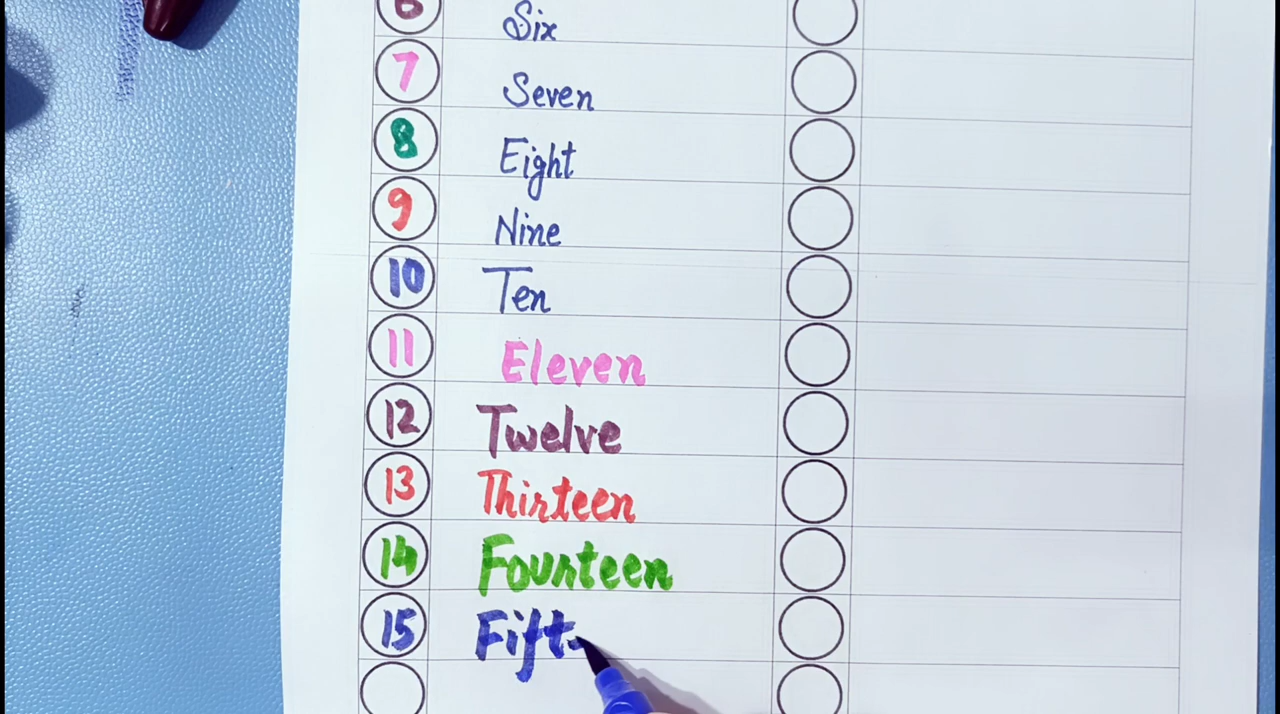 6 Six
7 Seven
8 Eight
9 Nine
10 Ten
11 Eleven
12 Twelve
13 Thirteen
14 Fourteen
15 Fift